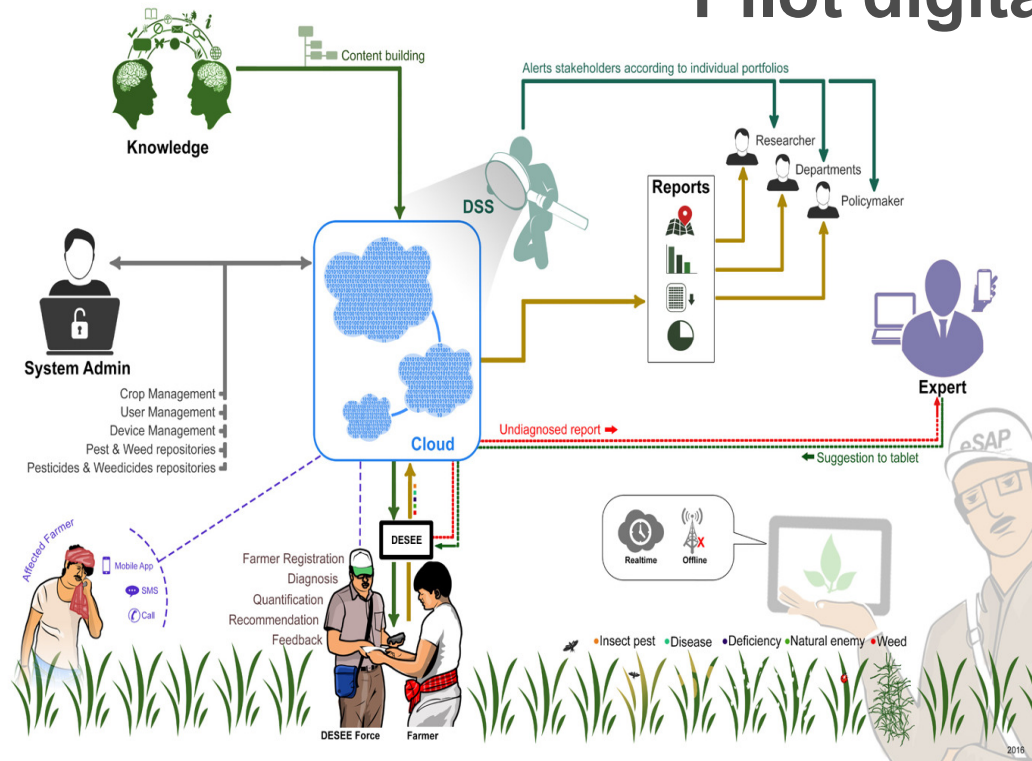 Pilot digita
Content building
Knowledge
Alerts stakeholders according to individual portfolios
Researcher
Departments
Policymaker
DSS
Reports
System Admin
Crop Management
User Management
Device Management
Pest & Weed repositories
Pesticides & Weedicides repositories
Cloud
Expert
Undiagnosed report
Suggestion to tablet
eSAP
Affected Farmer
Mobile App
SMS
Call
DESEE
Farmer Registration
Diagnosis
Quantification
Recommendation
Feedback
Realtime
Offline
Insect pest
Disease
Deficiency
Natural enemy
Weed
DESEE Force
Farmer
2016